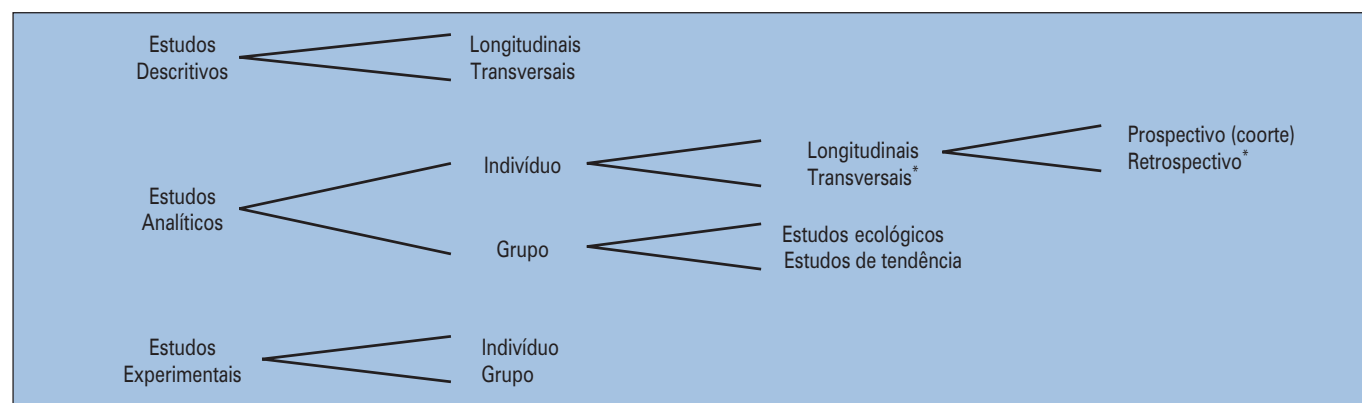 Estudos
Descritivos
Longitudinais
Transversais
Estudos
Analíticos
Indivíduo
Longitudinais
Transversais*
Prospectivo (coorte)
Retrospectivo*
Grupo
Estudos ecológicos
Estudos de tendência
Estudos
Experimentais
Indivíduo
Grupo